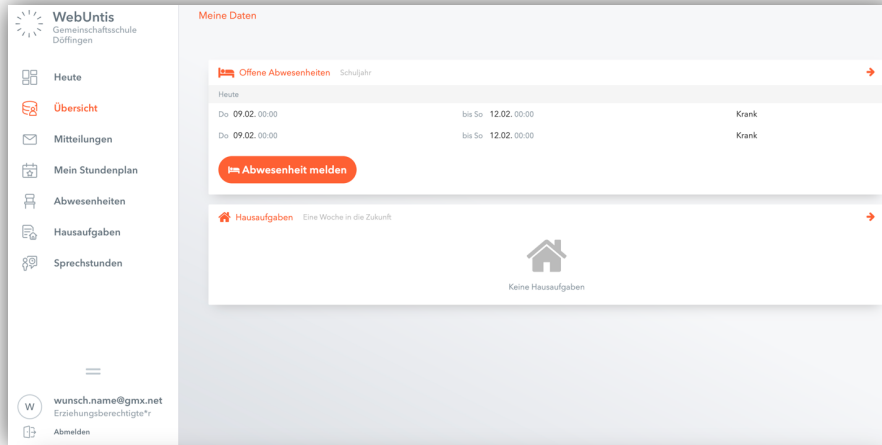 WebUntis
Gemeinschaftsschule
Döffingen
Heute
Übersicht
Mitteilungen
Mein Stundenplan
Abwesenheiten
Hausaufgaben
Sprechstunden
W
wunsch.name@gmx.net
Erziehungsberechtigte*r
Abmelden
Meine Daten
Offene Abwesenheiten Schuljahr
Heute
Do 09.02. 00:00 bis So 12.02. 00:00 Krank
Do 09.02. 00:00 bis So 12.02. 00:00 Krank
Abwesenheit melden
Hausaufgaben Eine Woche in die Zukunft
Keine Hausaufgaben